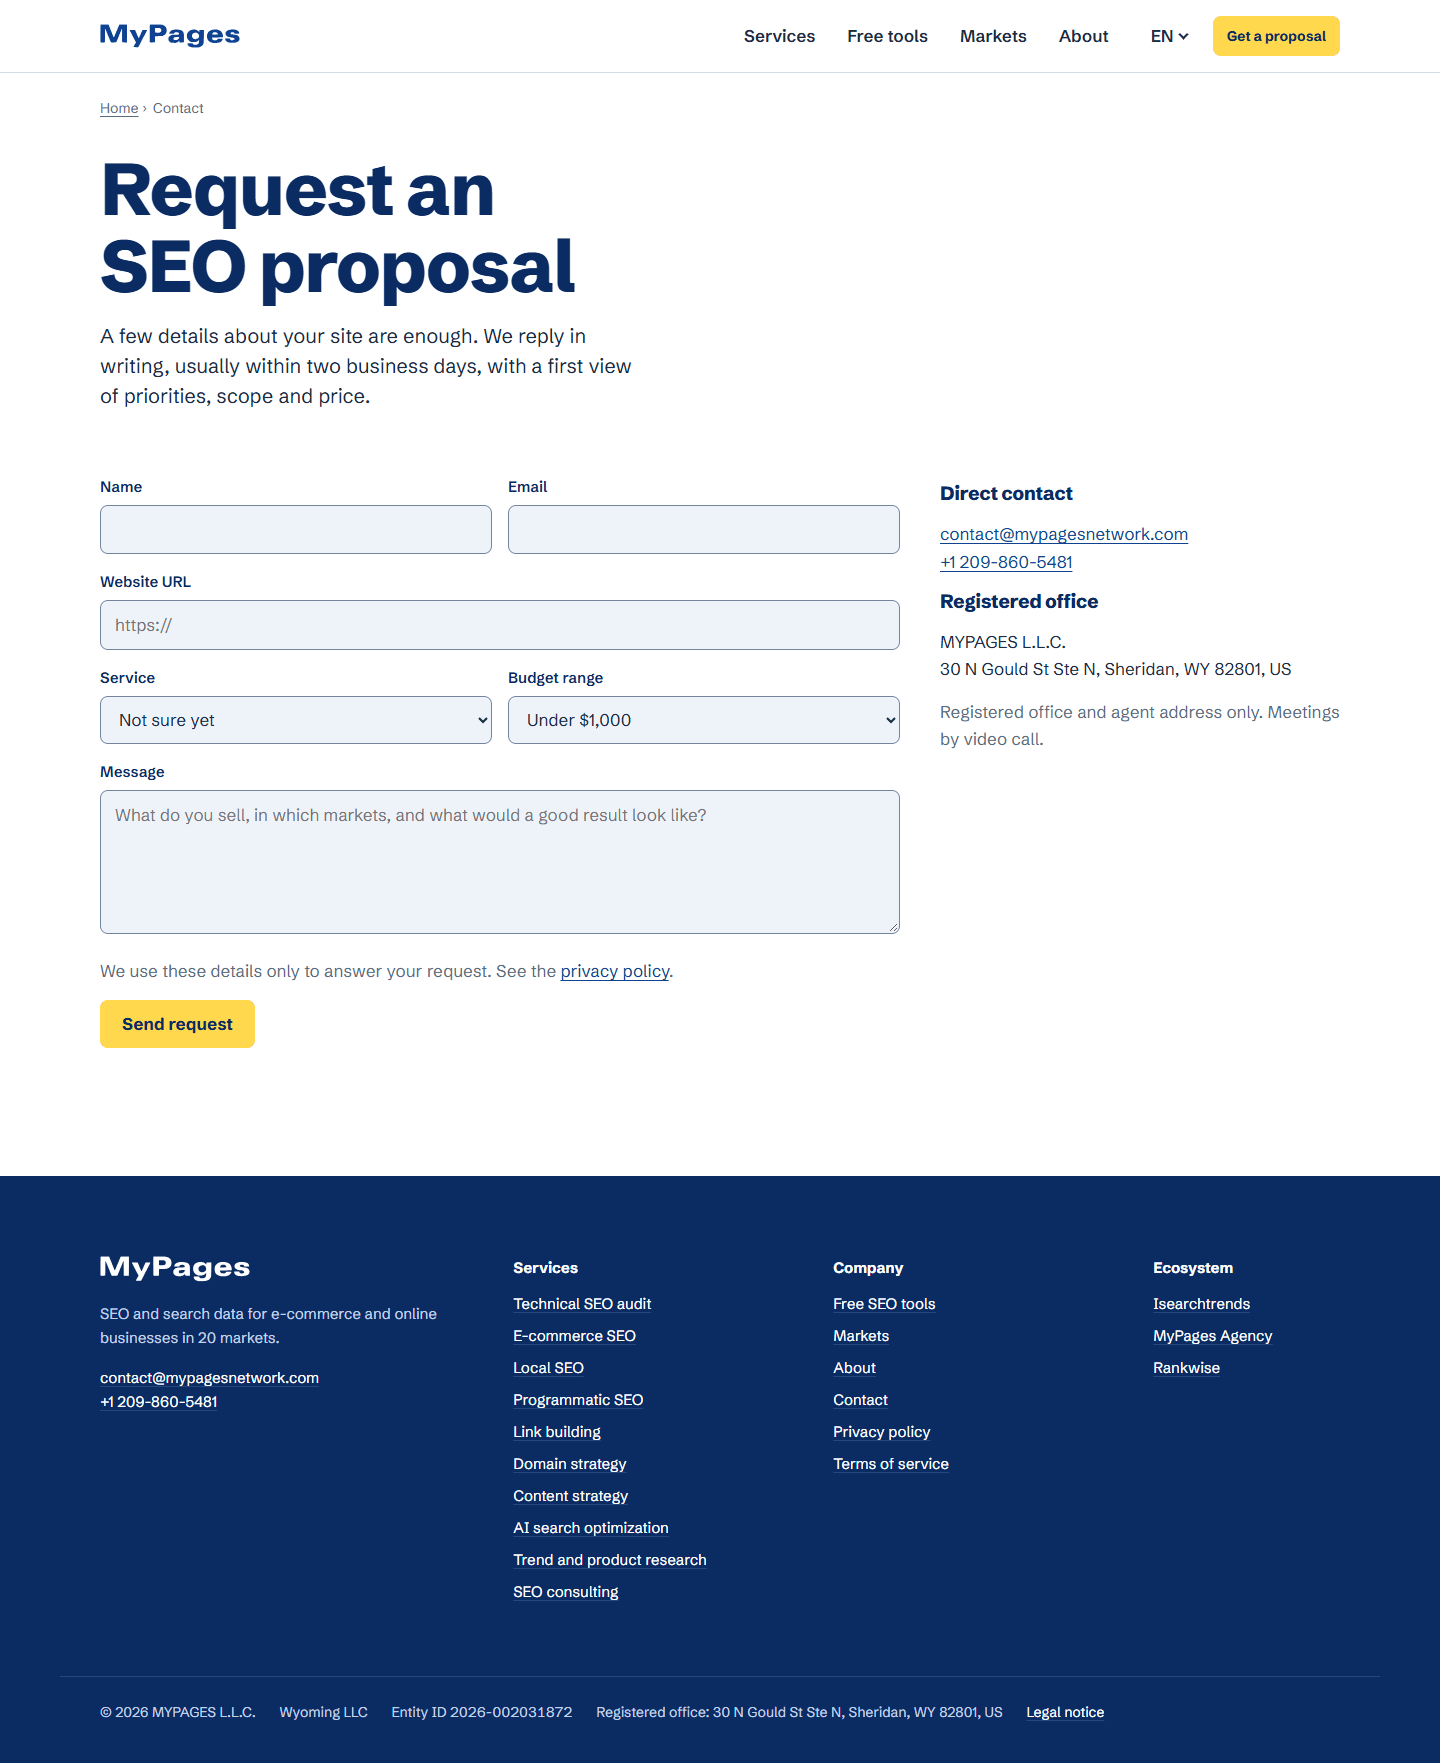 MyPages
Services
Free tools
Markets
About
EN
Get a proposal
Home › Contact
Request an
SEO proposal
A few details about your site are enough. We reply in
writing, usually within two business days, with a first view
of priorities, scope and price.
Name
Email
Website URL
https://
Service
Budget range
Not sure yet
Under $1,000
Message
What do you sell, in which markets, and what would a good result look like?
We use these details only to answer your request. See the privacy policy.
Send request
Direct contact
contact@mypagesnetwork.com
+1 209-860-5481
Registered office
MYPAGES L.L.C.
30 N Gould St Ste N, Sheridan, WY 82801, US
Registered office and agent address only. Meetings
by video call.
MyPages
SEO and search data for e-commerce and online
businesses in 20 markets.
contact@mypagesnetwork.com
+1 209-860-5481
Services
Technical SEO audit
E-commerce SEO
Local SEO
Programmatic SEO
Link building
Domain strategy
Content strategy
AI search optimization
Trend and product research
SEO consulting
Company
Free SEO tools
Markets
About
Contact
Privacy policy
Terms of service
Ecosystem
Isearchtrends
MyPages Agency
Rankwise
© 2026 MYPAGES L.L.C.
Wyoming LLC
Entity ID 2026-002031872
Registered office: 30 N Gould St Ste N, Sheridan, WY 82801, US
Legal notice